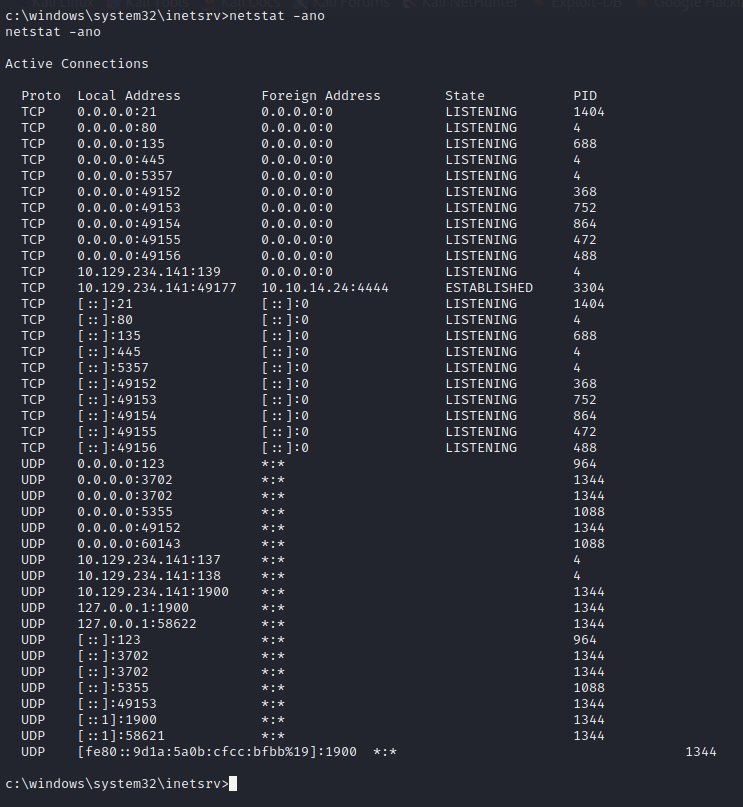 Kali Linux Kali Tools Kali Docs Kali Forums Kali NetHunter Exploit-DB Google Hack
c:\windows\system32\inetsrv>netstat -ano
netstat -ano
Active Connections
Proto  Local Address          Foreign Address        State           PID
TCP    0.0.0.0:21             0.0.0.0:0              LISTENING       1404
TCP    0.0.0.0:80             0.0.0.0:0              LISTENING       4
TCP    0.0.0.0:135            0.0.0.0:0              LISTENING       688
TCP    0.0.0.0:445            0.0.0.0:0              LISTENING       4
TCP    0.0.0.0:5357           0.0.0.0:0              LISTENING       4
TCP    0.0.0.0:49152          0.0.0.0:0              LISTENING       368
TCP    0.0.0.0:49153          0.0.0.0:0              LISTENING       752
TCP    0.0.0.0:49154          0.0.0.0:0              LISTENING       864
TCP    0.0.0.0:49155          0.0.0.0:0              LISTENING       472
TCP    0.0.0.0:49156          0.0.0.0:0              LISTENING       488
TCP    10.129.234.141:139     0.0.0.0:0              LISTENING       4
TCP    10.129.234.141:49177   10.10.14.24:4444       ESTABLISHED     3304
TCP    [::]:21                [::]:0                 LISTENING       1404
TCP    [::]:80                [::]:0                 LISTENING       4
TCP    [::]:135               [::]:0                 LISTENING       688
TCP    [::]:445               [::]:0                 LISTENING       4
TCP    [::]:5357              [::]:0                 LISTENING       4
TCP    [::]:49152             [::]:0                 LISTENING       368
TCP    [::]:49153             [::]:0                 LISTENING       752
TCP    [::]:49154             [::]:0                 LISTENING       864
TCP    [::]:49155             [::]:0                 LISTENING       472
TCP    [::]:49156             [::]:0                 LISTENING       488
UDP    0.0.0.0:123            *:*                                    964
UDP    0.0.0.0:3702           *:*                                    1344
UDP    0.0.0.0:3702           *:*                                    1344
UDP    0.0.0.0:5355           *:*                                    1088
UDP    0.0.0.0:49152          *:*                                    1344
UDP    0.0.0.0:60143          *:*                                    1088
UDP    10.129.234.141:137     *:*                                    4
UDP    10.129.234.141:138     *:*                                    4
UDP    10.129.234.141:1900    *:*                                    1344
UDP    127.0.0.1:1900         *:*                                    1344
UDP    127.0.0.1:58622        *:*                                    1344
UDP    [::]:123               *:*                                    964
UDP    [::]:3702              *:*                                    1344
UDP    [::]:3702              *:*                                    1344
UDP    [::]:5355              *:*                                    1088
UDP    [::]:49153             *:*                                    1344
UDP    [::1]:1900             *:*                                    1344
UDP    [::1]:58621            *:*                                    1344
UDP    [fe80::9d1a:5a0b:cfcc:bfbb%19]:1900  *:*                                    1344
c:\windows\system32\inetsrv>